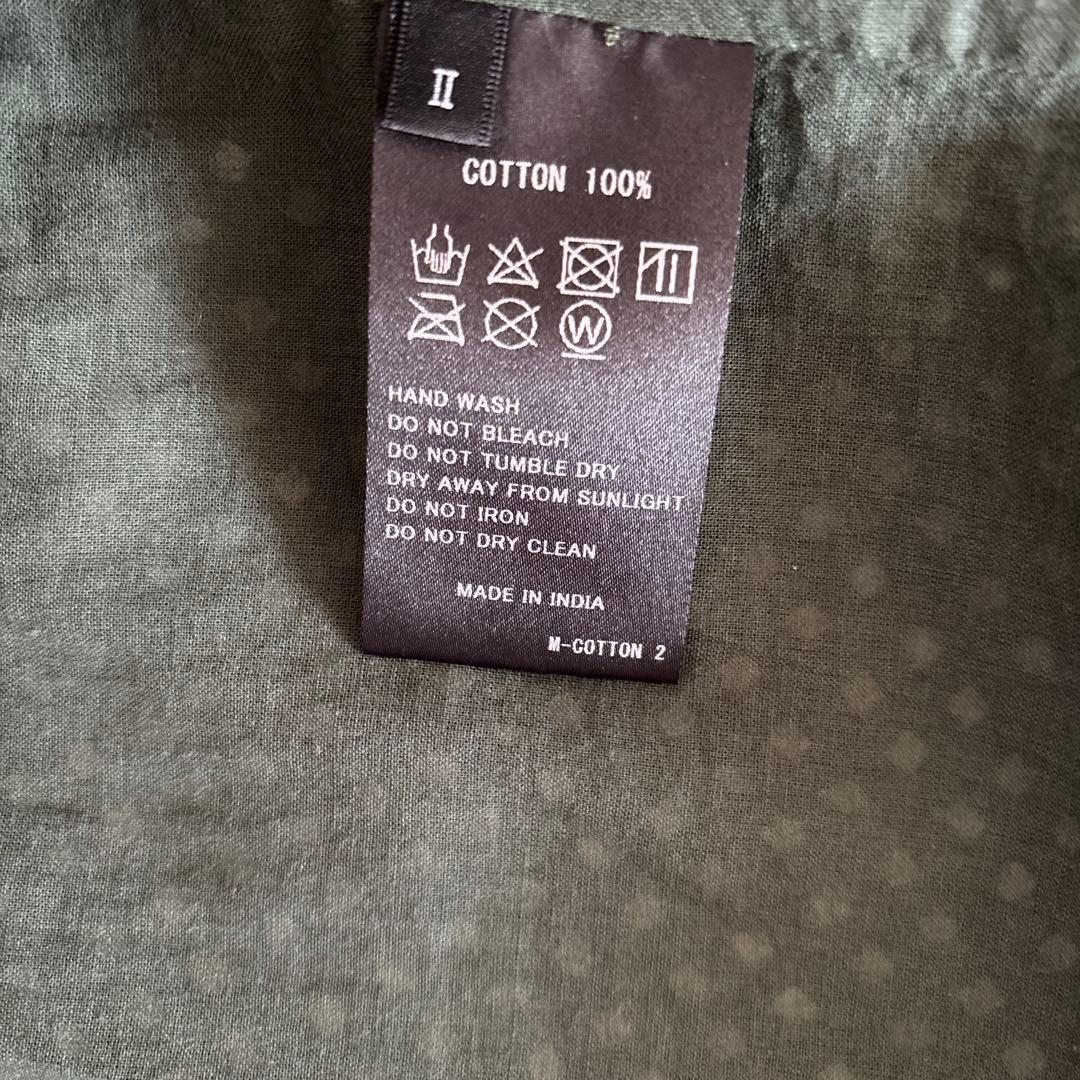 II
COTTON 100%
W
HAND WASH
DO NOT BLEACH
DO NOT TUMBLE DRY
DRY AWAY FROM SUNLIGHT
DO NOT IRON
DO NOT DRY CLEAN
MADE IN INDIA
M-COTTON 2